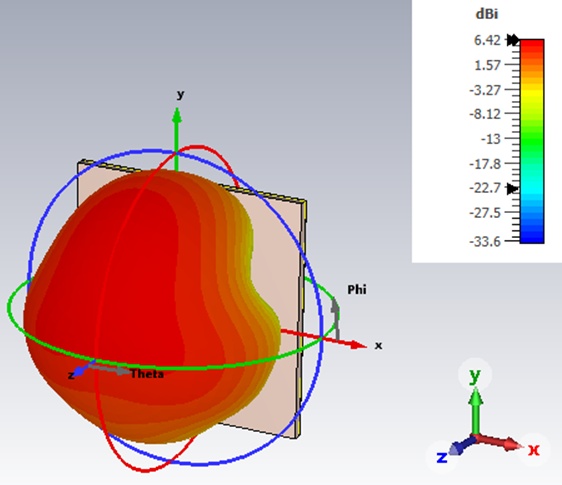 dBi
6.42
1.57
-3.27
-8.12
-13
-17.8
-22.7
-27.5
-33.6
y
Phi
x
z
Theta
y
z
x